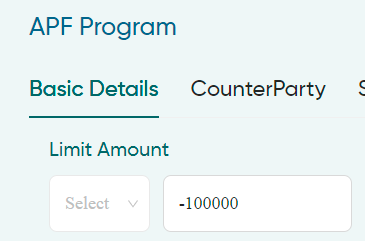 APF Program
Basic Details CounterParty
Limit Amount
Select -100000